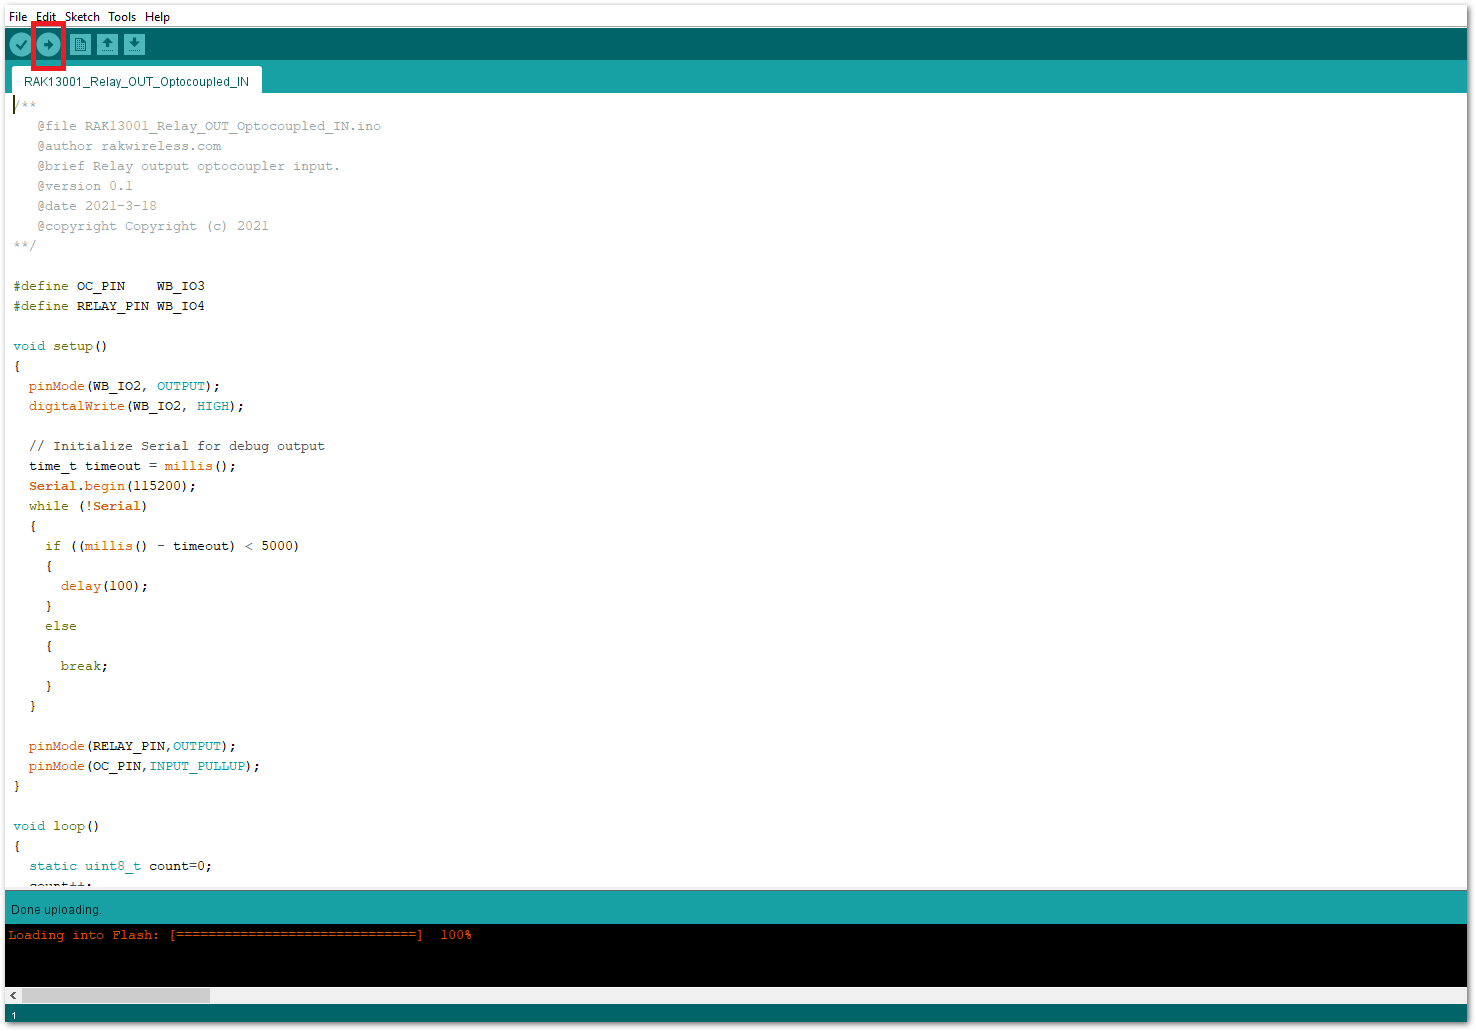 File Edit Sketch Tools Help
RAK13001_Relay_OUT_Optocoupled_IN
/**
@file RAK13001_Relay_OUT_Optocoupled_IN.ino
@author rakwireless.com
@brief Relay output optocoupler input.
@version 0.1
@date 2021-3-18
@copyright Copyright (c) 2021
**/
#define OC_PIN    WB_IO3
#define RELAY_PIN WB_IO4
void setup()
{
pinMode(WB_IO2, OUTPUT);
digitalWrite(WB_IO2, HIGH);
// Initialize Serial for debug output
time_t timeout = millis();
Serial.begin(115200);
while (!Serial)
{
if ((millis() - timeout) < 5000)
{
delay(100);
}
else
{
break;
}
}
pinMode(RELAY_PIN,OUTPUT);
pinMode(OC_PIN,INPUT_PULLUP);
}
void loop()
{
static uint8_t count=0;
count++;
Done uploading.
Loading into Flash: [==============================]  100%
1